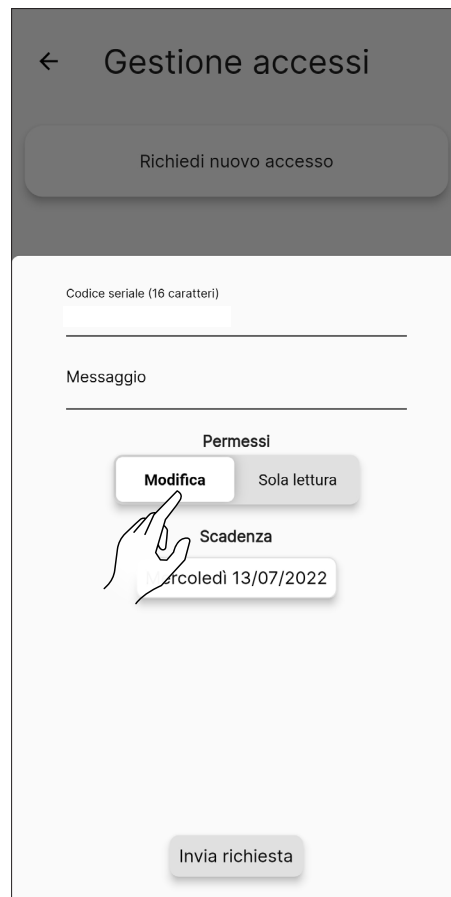 Gestione accessi
Richiedi nuovo accesso
Codice seriale (16 caratteri)
Messaggio
Permessi
Modifica Sola lettura
Scadenza
Mercoledì 13/07/2022
Invia richiesta